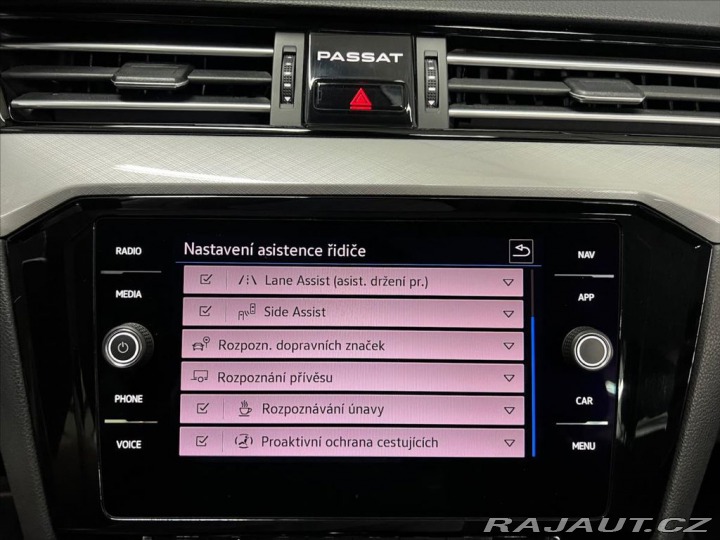 PASSAT
RADIO
MEDIA
PHONE
VOICE
Nastavení asistence řidiče
Lane Assist (asist. držení pr.)
Side Assist
Rozpozn. dopravních značek
Rozpoznání přívěsu
Rozpoznávání únavy
Proaktivní ochrana cestujících
NAV
APP
CAR
MENU
RAJAUT.CZ